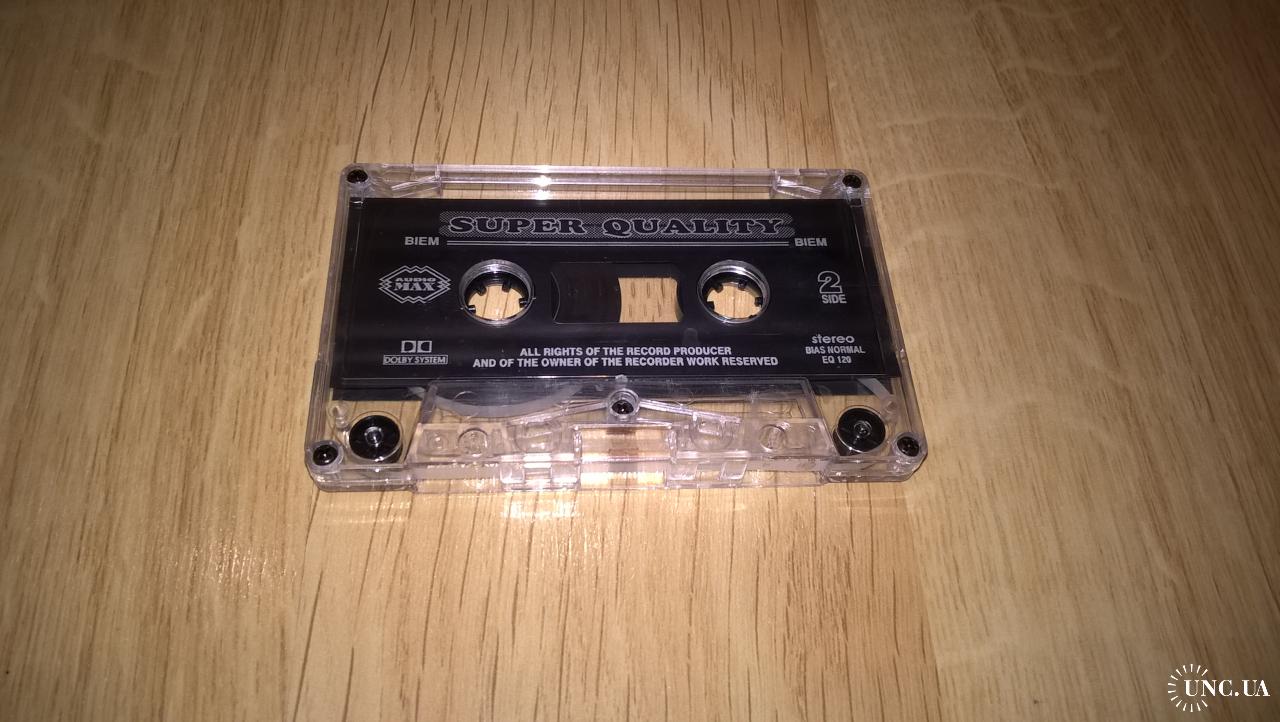 SUPER QUALITY
BIEM
BIEM
AUDIO
MAX
2
SIDE
DOLBY SYSTEM
ALL RIGHTS OF THE RECORD PRODUCER
AND OF THE OWNER OF THE RECORDER WORK RESERVED
stereo
BIAS NORMAL
EQ 120
UNC.UA